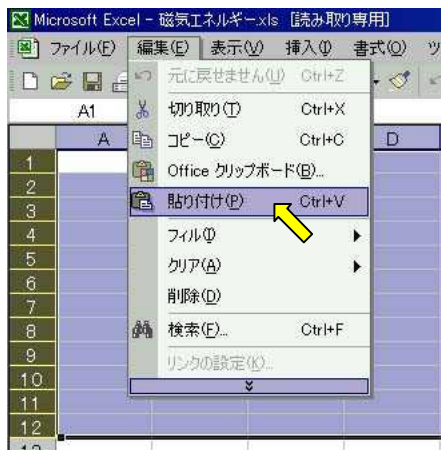 Microsoft Excel - 磁気エネルギー.xls [読み取り専用]
ファイル(F) 編集(E) 表示(V) 挿入(I) 書式(O) ツ
元に戻せません(U) Ctrl+Z
A1
切り取り(T) Ctrl+X
A D
コピー(C) Ctrl+C
1
Office クリップボード(B)...
2
貼り付け(P) Ctrl+V
3
4
フィル(I)
5
クリア(A)
6
削除(D)
7
8
検索(F)... Ctrl+F
9
リンクの設定(K)...
10
11
12